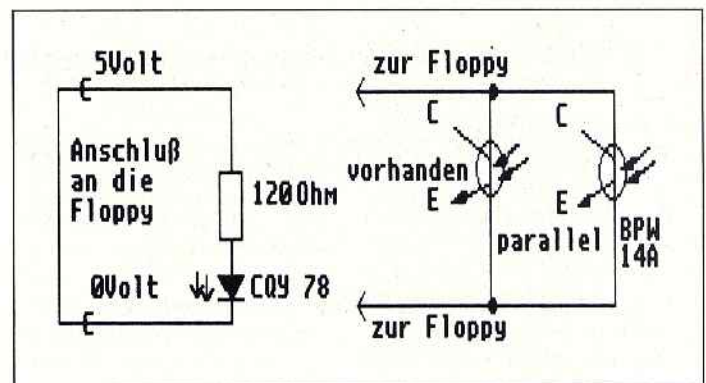 5Volt
Anschluß
an die
Floppy
120Ohm
0Volt
CQY 78
zur Floppy
C
C
vorhanden
E
E
parallel
BPW
14A
zur Floppy